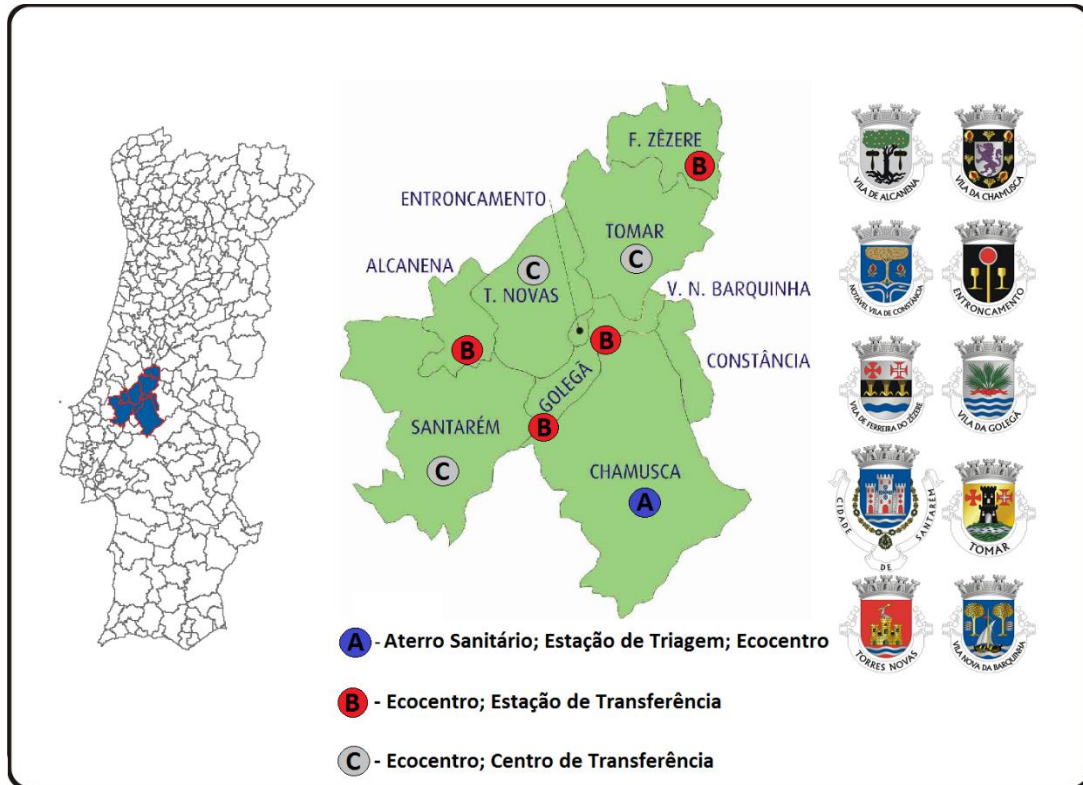 F. ZÊZERE
B
ENTRONCAMENTO
TOMAR
C
ALCANENA
C
T. NOVAS
V. N. BARQUINHA
B
B
CONSTÂNCIA
GOLEGÃ
SANTARÉM
B
C
CHAMUSCA
A
A - Aterro Sanitário; Estação de Triagem; Ecocentro
B - Ecocentro; Estação de Transferência
C - Ecocentro; Centro de Transferência
VILA DE ALCANENA
VILA DA CHAMUSCA
NOTÁVEL VILA DE CONSTÂNCIA
ENTRONCAMENTO
VILA DE FERREIRA DO ZÊZERE
VILA DA GOLEGÃ
CIDADE DE SANTARÉM
TOMAR
TORRES NOVAS
VILA NOVA DA BARQUINHA